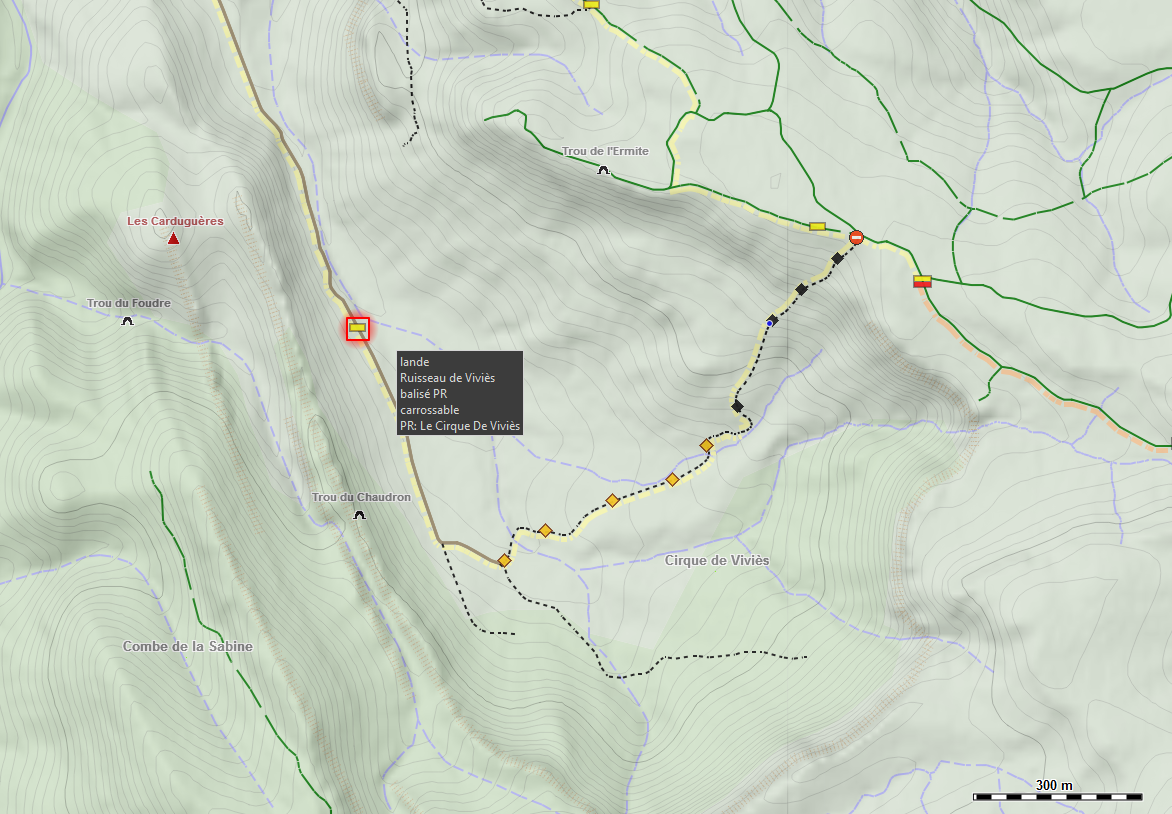 Trou de l'Ermite
Les Carduguères
Trou du Foudre
lande
Ruisseau de Viviès
balisé PR
carrossable
PR: Le Cirque De Viviès
Trou du Chaudron
Cirque de Viviès
Combe de la Sabine
300 m